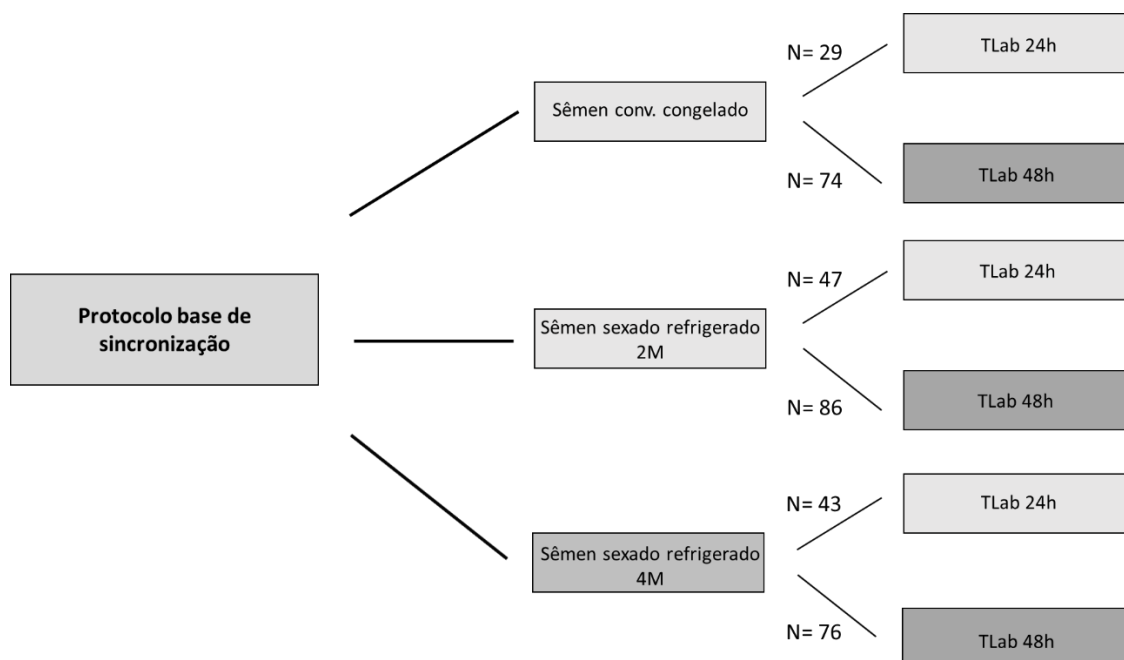 N= 29
TLab 24h
Sêmen conv. congelado
N= 74
TLab 48h
Protocolo base de
sincronização
N= 47
TLab 24h
Sêmen sexado refrigerado
2M
N= 86
TLab 48h
N= 43
TLab 24h
Sêmen sexado refrigerado
4M
N= 76
TLab 48h